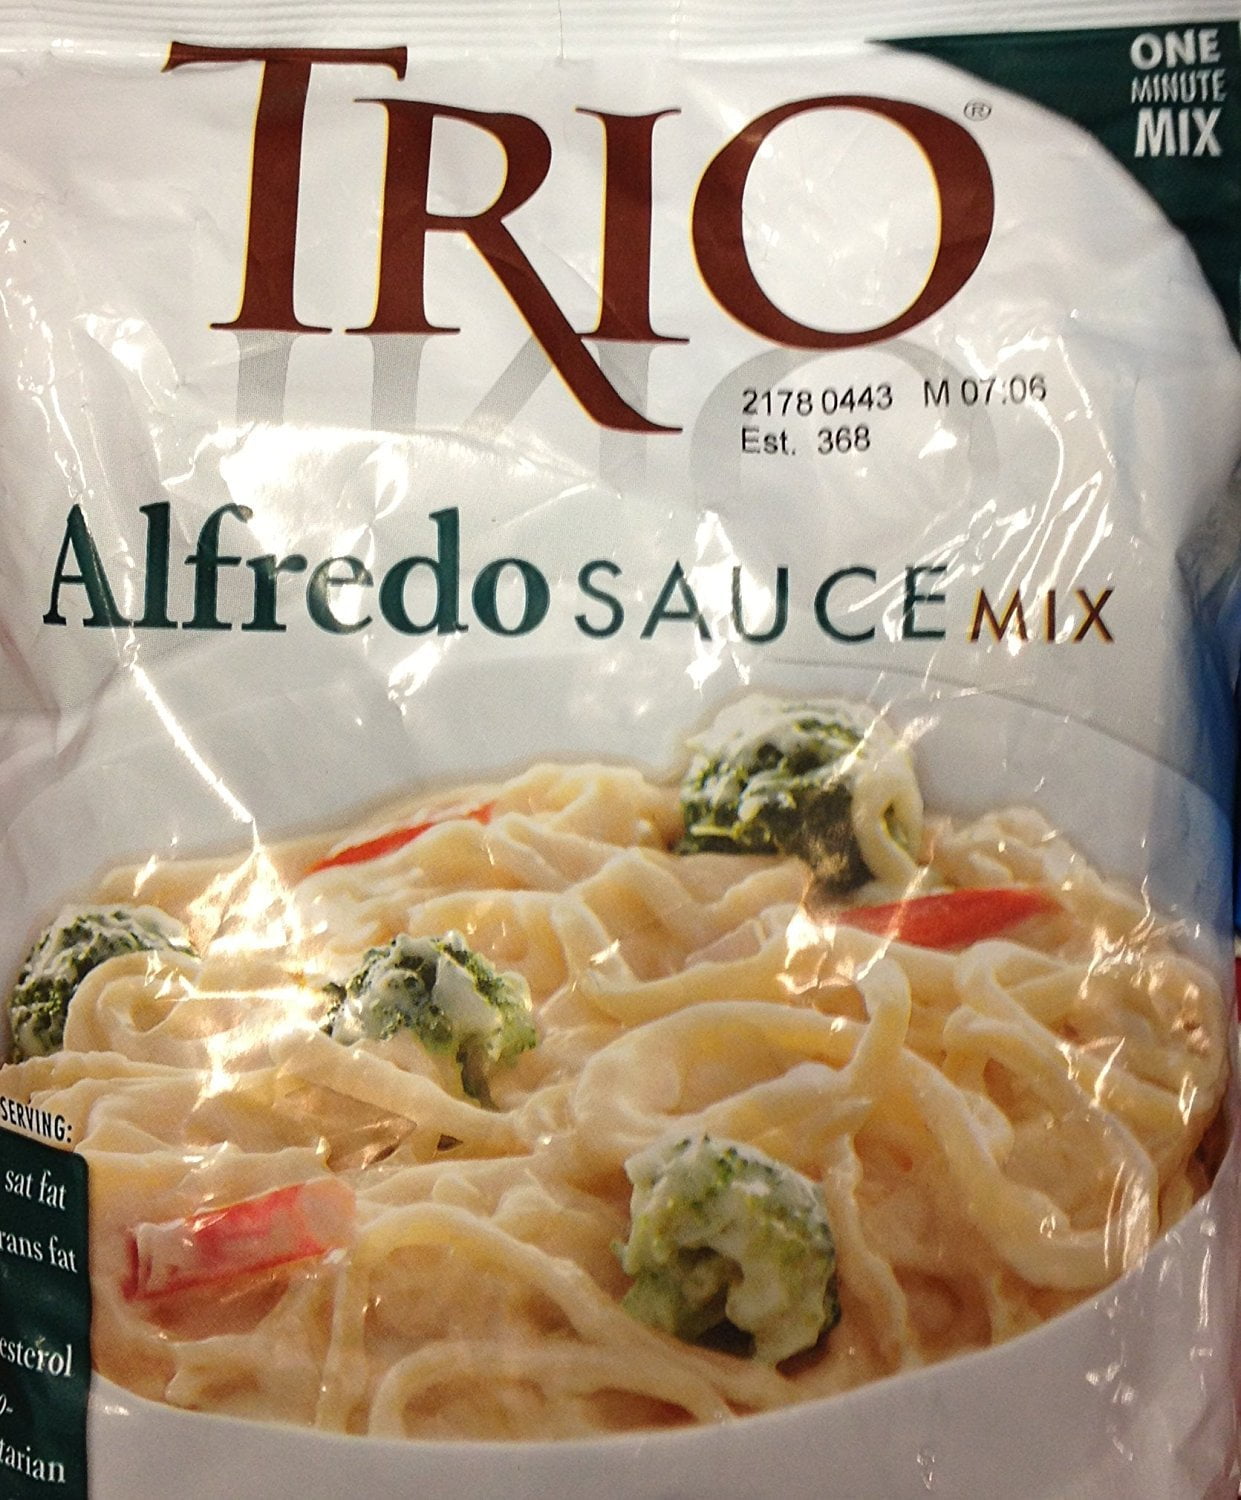 ONE
MINUTE
MIX
TRIO®
2178 0443 M 07:06
Est. 368
Alfredo SAUCE MIX
SERVING:
sat fat
rans fat
esterol
o-
tarian